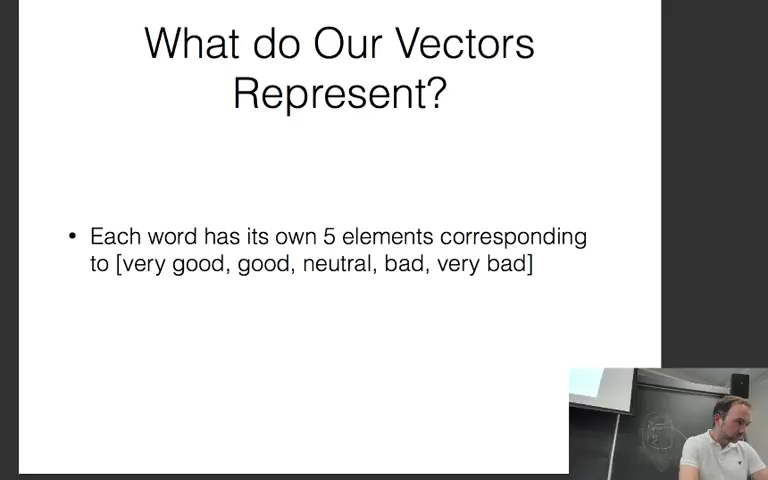 What do Our Vectors
Represent?
• Each word has its own 5 elements corresponding
to [very good, good, neutral, bad, very bad]